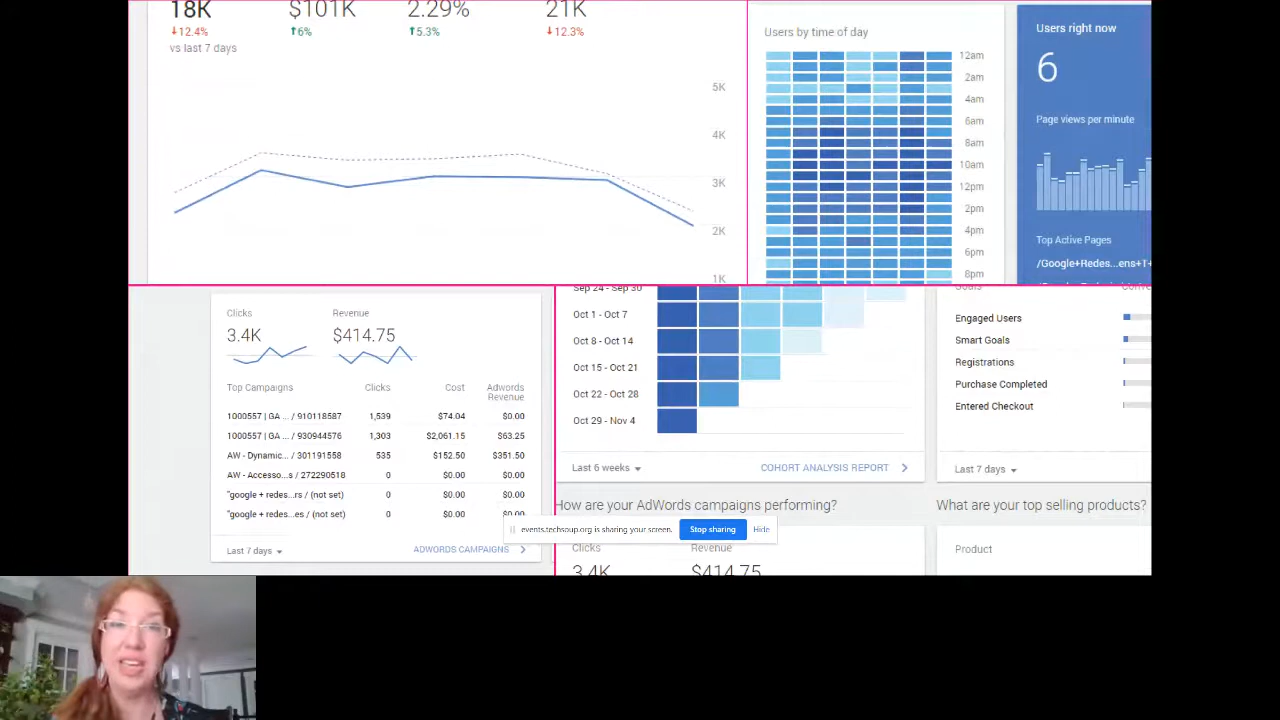 18K $101K 2.29% 21K
12.4% 6% 5.3% 12.3%
vs last 7 days
5K
4K
3K
2K
1K
Users by time of day
12am
2am
4am
6am
8am
10am
12pm
2pm
4pm
6pm
8pm
Users right now
6
Page views per minute
Top Active Pages
/Google+Redes...ens+T+
Clicks Revenue
3.4K $414.75
Top Campaigns Clicks Cost Adwords Revenue
1000557 | GA ... / 910118587 1,539 $74.04 $0.00
1000557 | GA ... / 930944576 1,303 $2,061.15 $63.25
AW - Dynamic... / 301191558 535 $152.50 $351.50
AW - Accesso...s / 272290518 0 $0.00 $0.00
"google + redes...rs / (not set) 0 $0.00 $0.00
"google + redes...es / (not set) 0 $0.00 $0.00
Last 7 days ADWORDS CAMPAIGNS
Sep 24 - Sep 30
Oct 1 - Oct 7
Oct 8 - Oct 14
Oct 15 - Oct 21
Oct 22 - Oct 28
Oct 29 - Nov 4
Last 6 weeks COHORT ANALYSIS REPORT
Goals
Engaged Users
Smart Goals
Registrations
Purchase Completed
Entered Checkout
Last 7 days
How are your AdWords campaigns performing?
What are your top selling products?
events.techsoup.org is sharing your screen. Stop sharing Hide
Clicks Revenue
3.4K $414.75
Product